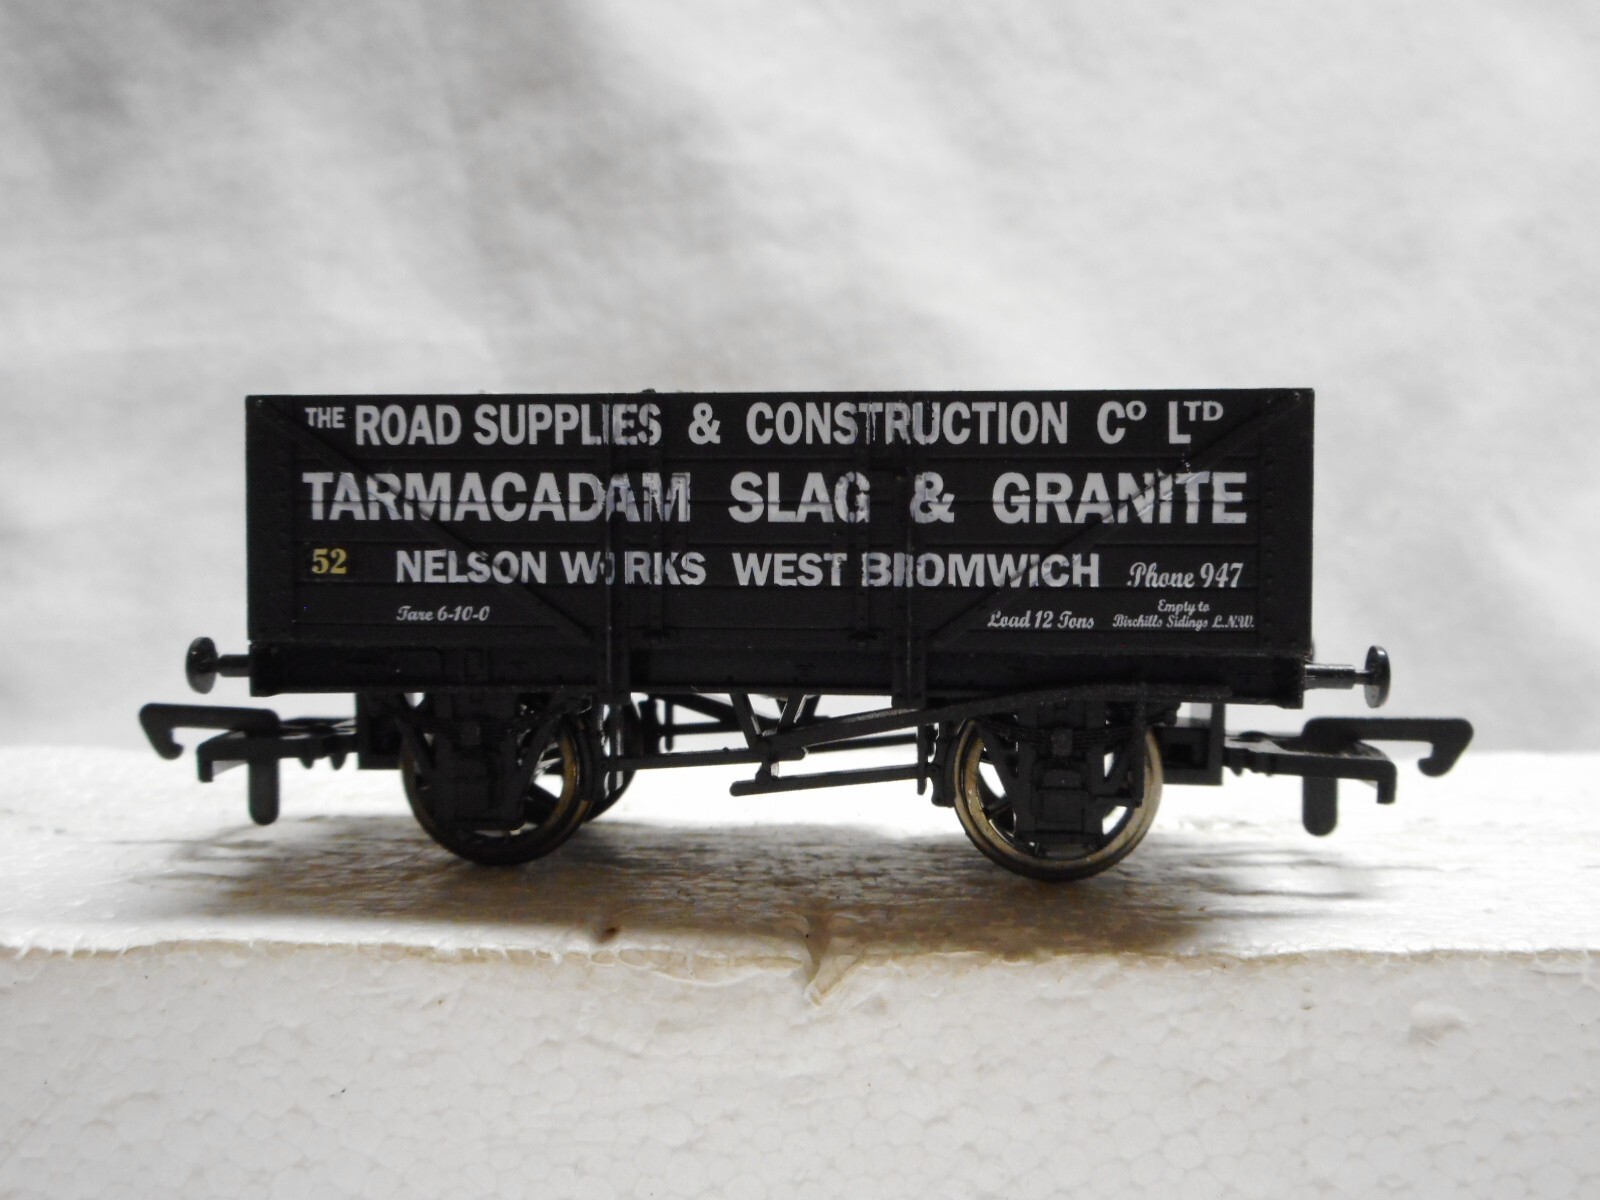 THE ROAD SUPPLIES & CONSTRUCTION Cº LTD
TARMACADAM SLAG & GRANITE
52 NELSON WORKS WEST BROMWICH Phone 947
Tare 6-10-0 Load 12 Tons Empty to
Birchills Sidings L.N.W.